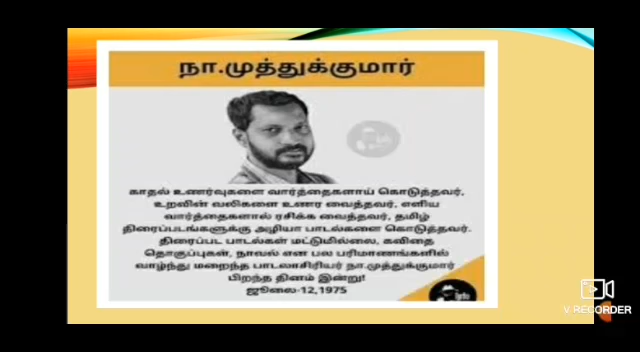 நா.முத்துக்குமார்
காதல் உணர்வுகளை வார்த்தைகளாய் கொடுத்தவர்,
உறவின் வலிகளை உணர வைத்தவர், எளிய
வார்த்தைகளால் ரசிக்க வைத்தவர், தமிழ்
திரைப்படங்களுக்கு அழியா பாடல்களை கொடுத்தவர்.
திரைப்பட பாடல்கள் மட்டுமில்லை, கவிதை
தொகுப்புகள், நாவல் என பல பரிமாணங்களில்
வாழ்ந்து மறைந்த பாடலாசிரியர் நா.முத்துக்குமார்
பிறந்த தினம் இன்று!
ஜூலை-12,1975
V RECORDER